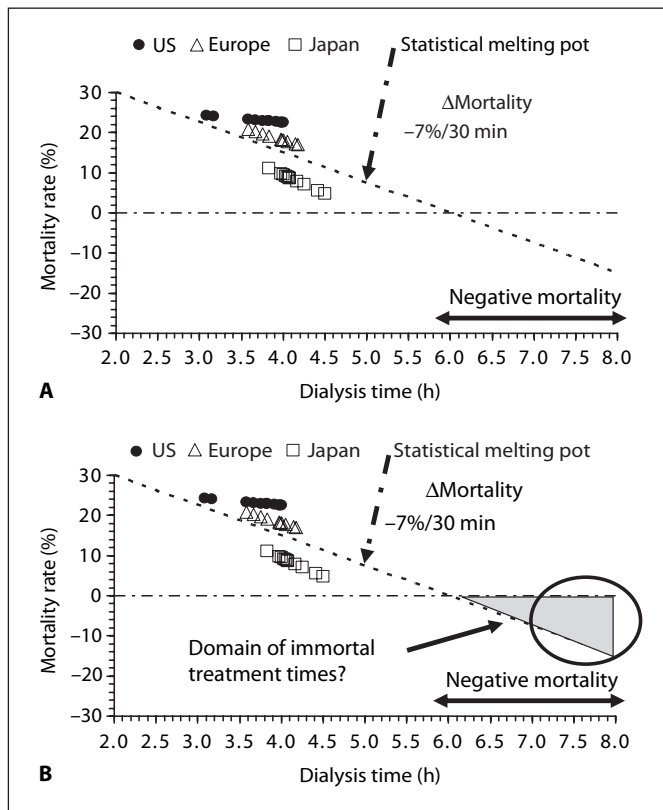 ● US △ Europe □ Japan
Statistical melting pot
30
20
10
0
–10
–20
–30
Mortality rate (%)
ΔMortality
–7%/30 min
Negative mortality
2.0 2.5 3.0 3.5 4.0 4.5 5.0 5.5 6.0 6.5 7.0 7.5 8.0
A
Dialysis time (h)
● US △ Europe □ Japan
Statistical melting pot
30
20
10
0
–10
–20
–30
Mortality rate (%)
ΔMortality
–7%/30 min
Domain of immortal
treatment times?
Negative mortality
2.0 2.5 3.0 3.5 4.0 4.5 5.0 5.5 6.0 6.5 7.0 7.5 8.0
B
Dialysis time (h)